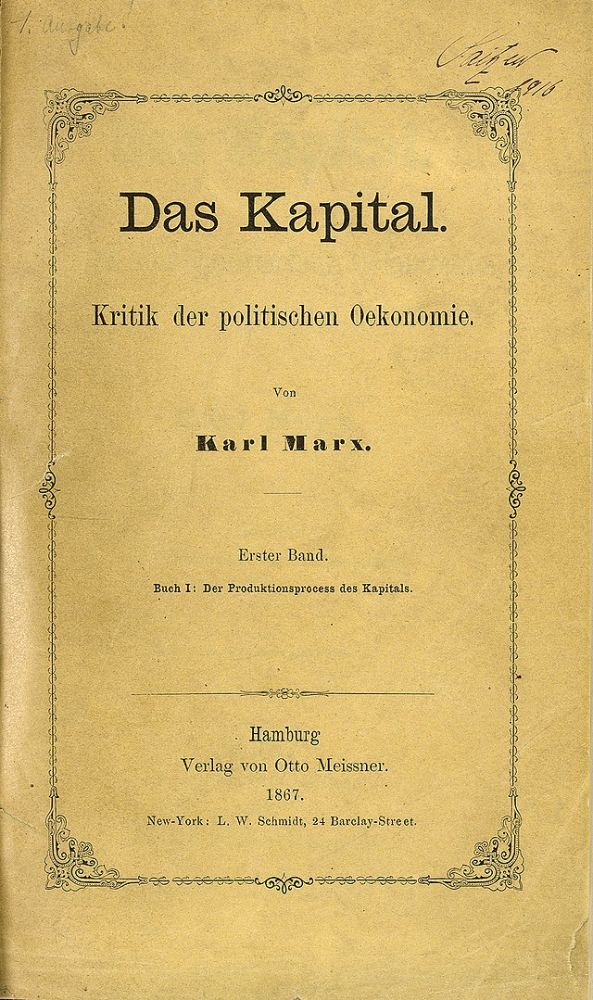 1. Ausgabe!
1916
Das Kapital.
Kritik der politischen Oekonomie.
Von
Karl Marx.
Erster Band.
Buch I: Der Produktionsprocess des Kapitals.
Hamburg
Verlag von Otto Meissner.
1867.
New-York: L. W. Schmidt, 24 Barclay-Street.